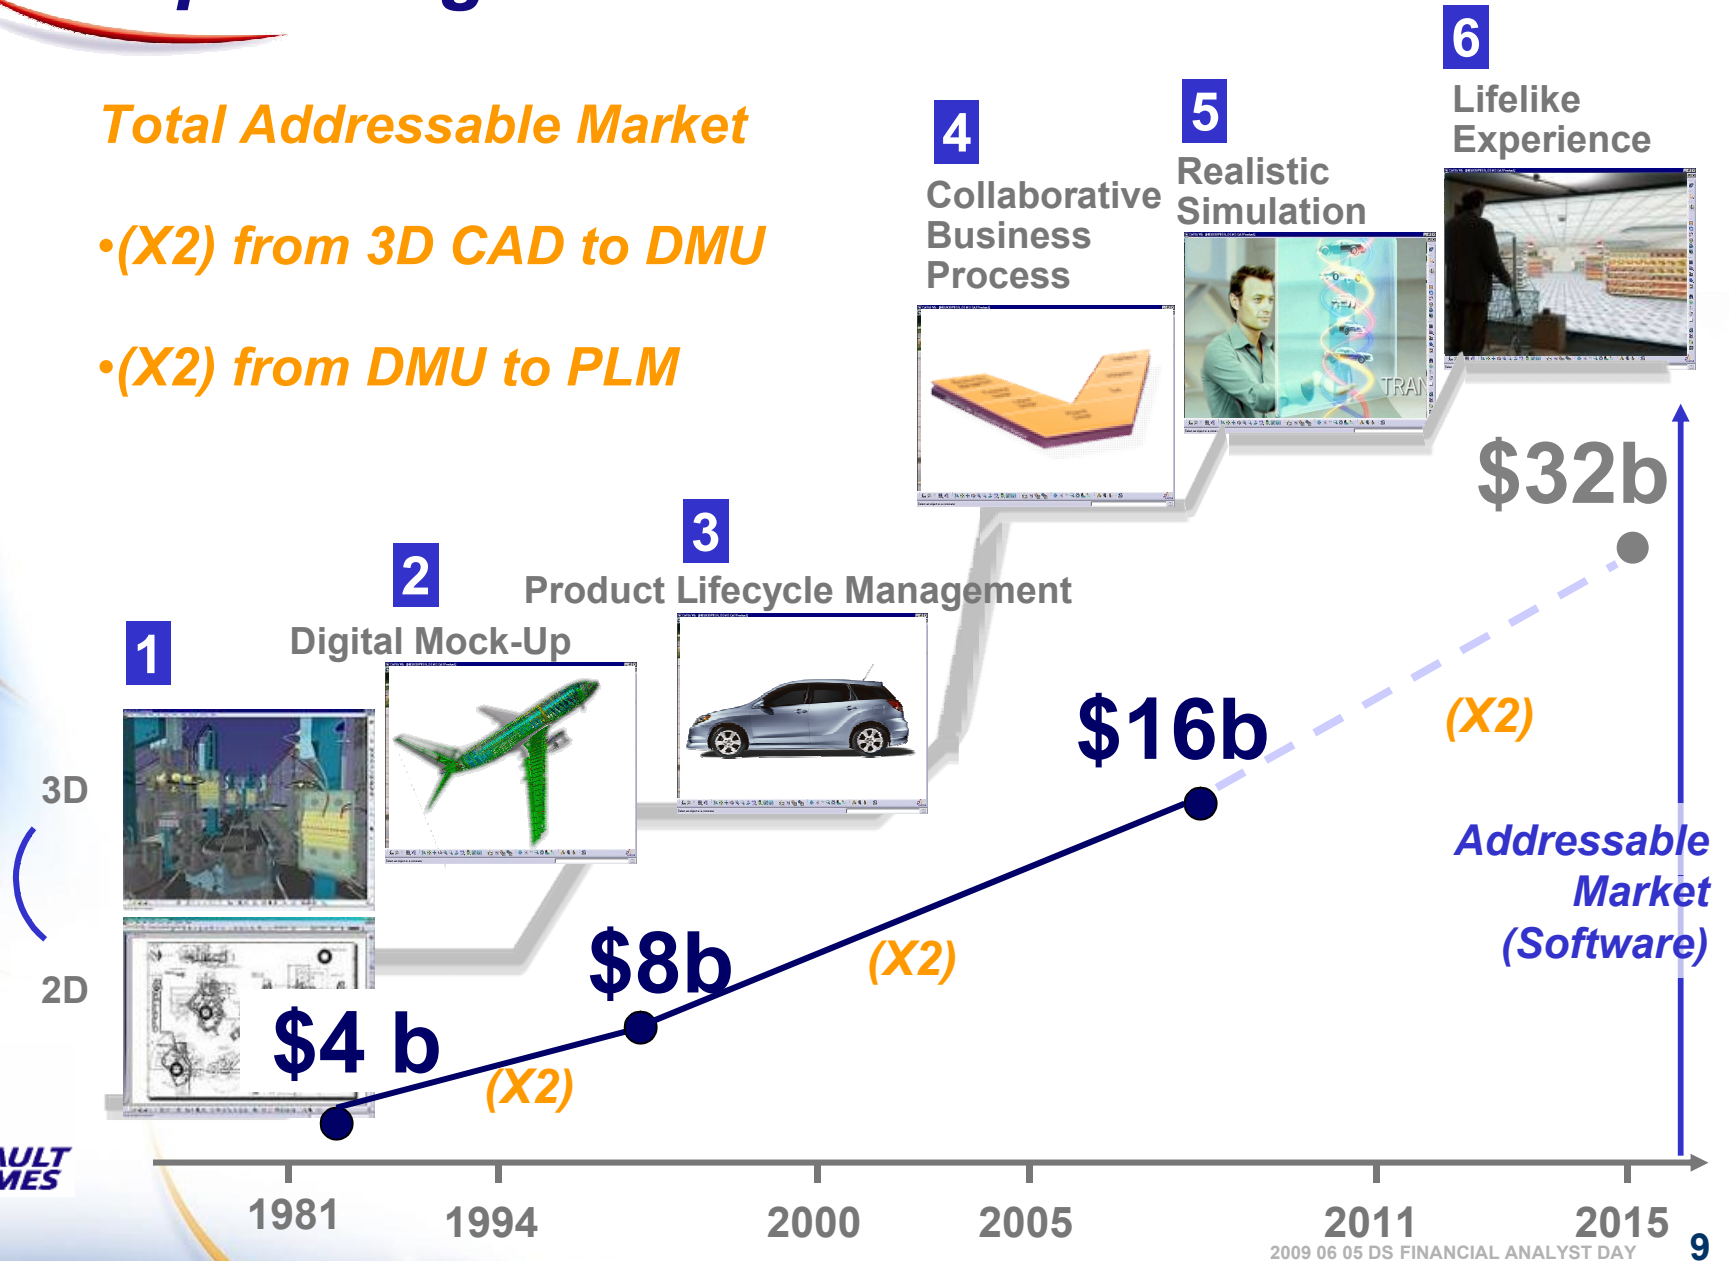 Total Addressable Market
•(X2) from 3D CAD to DMU
•(X2) from DMU to PLM
1
2
Digital Mock-Up
3
Product Lifecycle Management
4
Collaborative
Business
Process
5
Realistic
Simulation
TRAN
6
Lifelike
Experience
3D
2D
$4 b
(X2)
$8b
(X2)
$16b
(X2)
$32b
Addressable
Market
(Software)
AULT
MES
1981
1994
2000
2005
2011
2015
2009 06 05 DS FINANCIAL ANALYST DAY
9